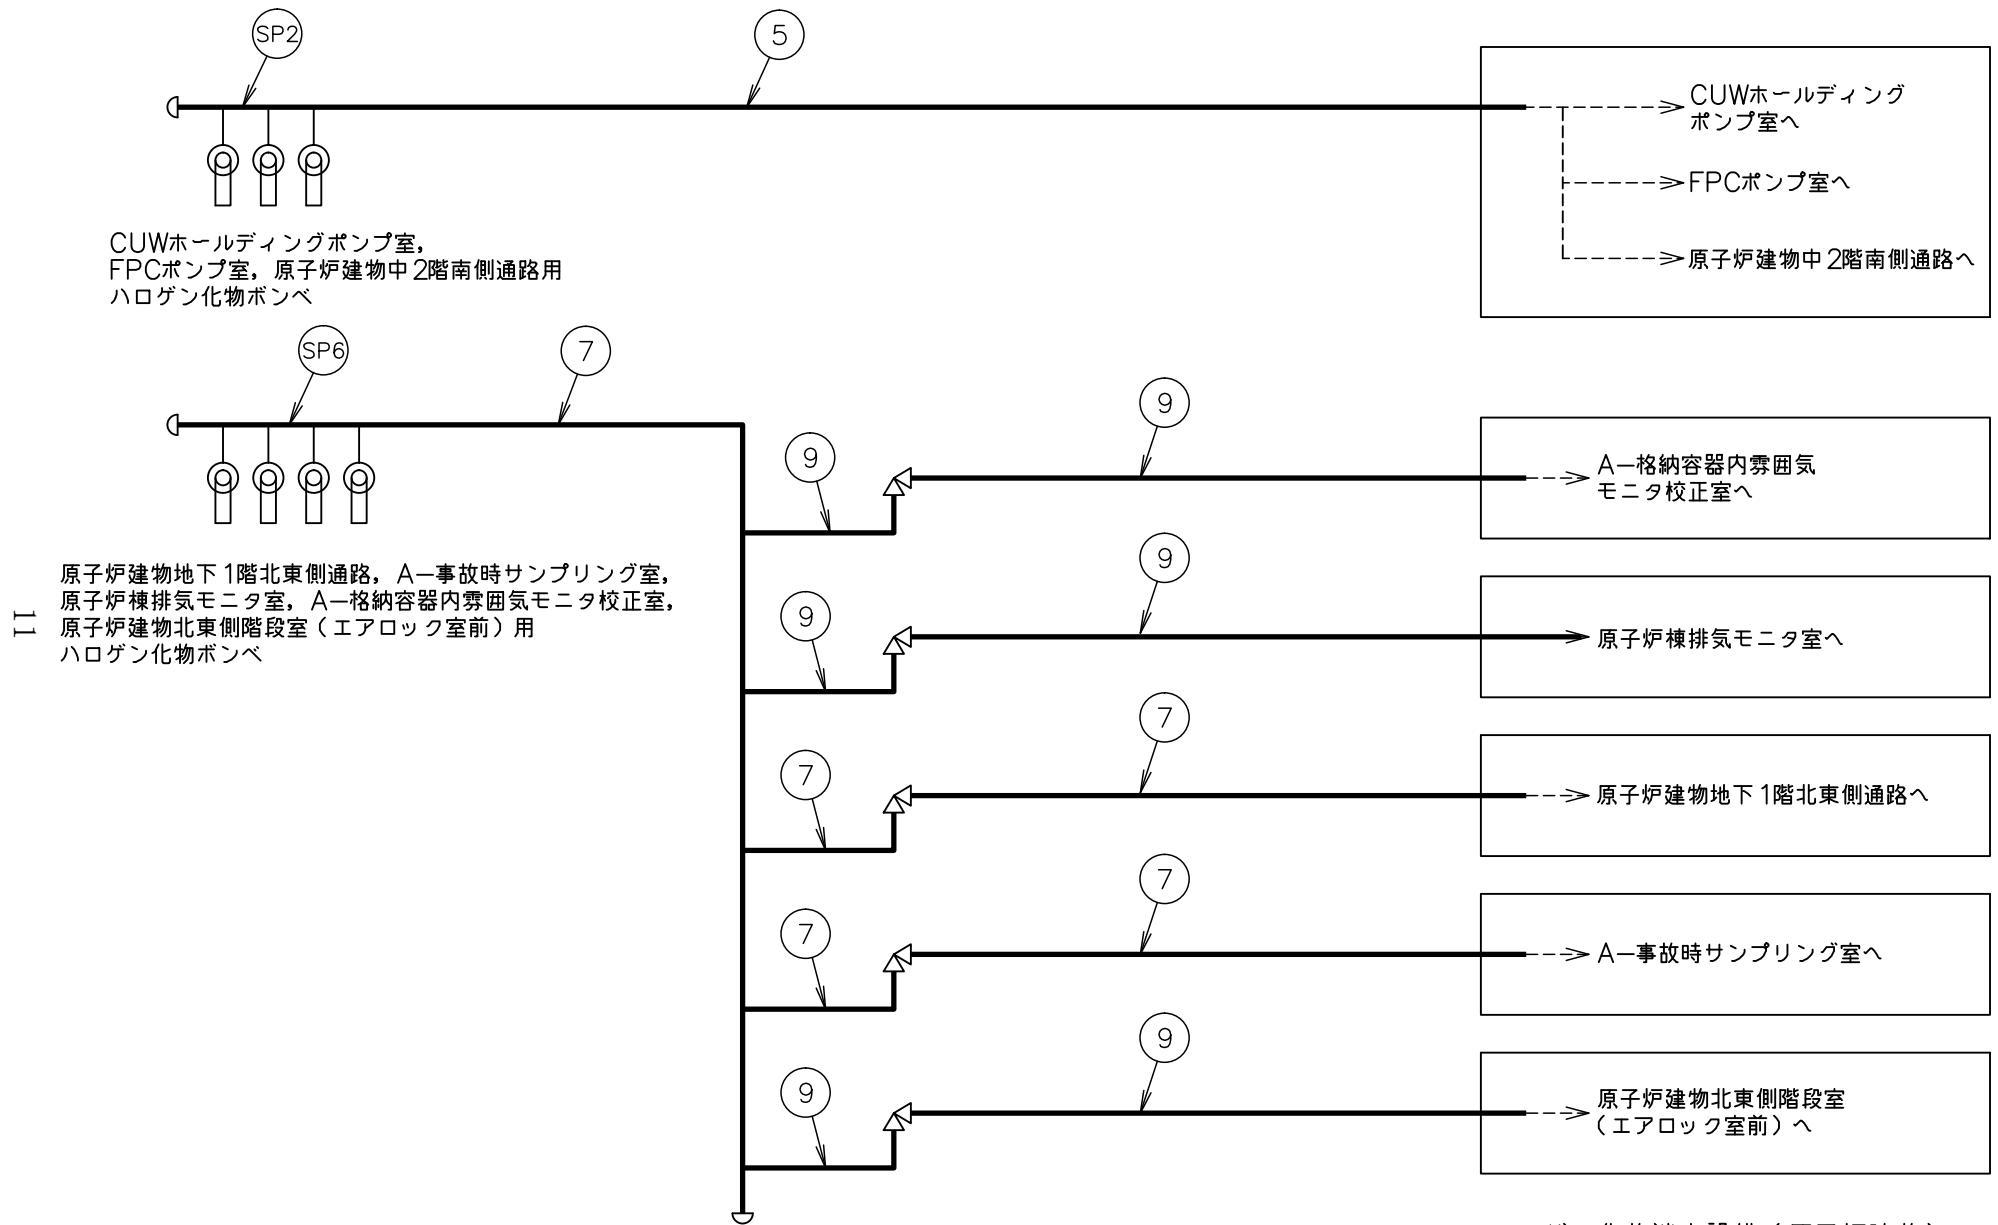 SP2
5
CUWホールディング
ポンプ室へ
FPCポンプ室へ
原子炉建物中2階南側通路へ
CUWホールディングポンプ室,
FPCポンプ室, 原子炉建物中2階南側通路用
ハロゲン化物ボンベ
SP6
7
9
9
A－格納容器内雰囲気
モニタ校正室へ
原子炉建物地下1階北東側通路, A－事故時サンプリング室,
原子炉棟排気モニタ室, A－格納容器内雰囲気モニタ校正室,
原子炉建物北東側階段室(エアロック室前)用
ハロゲン化物ボンベ
11
9
9
原子炉棟排気モニタ室へ
7
7
原子炉建物地下1階北東側通路へ
7
7
A－事故時サンプリング室へ
9
9
原子炉建物北東側階段室
(エアロック室前)へ